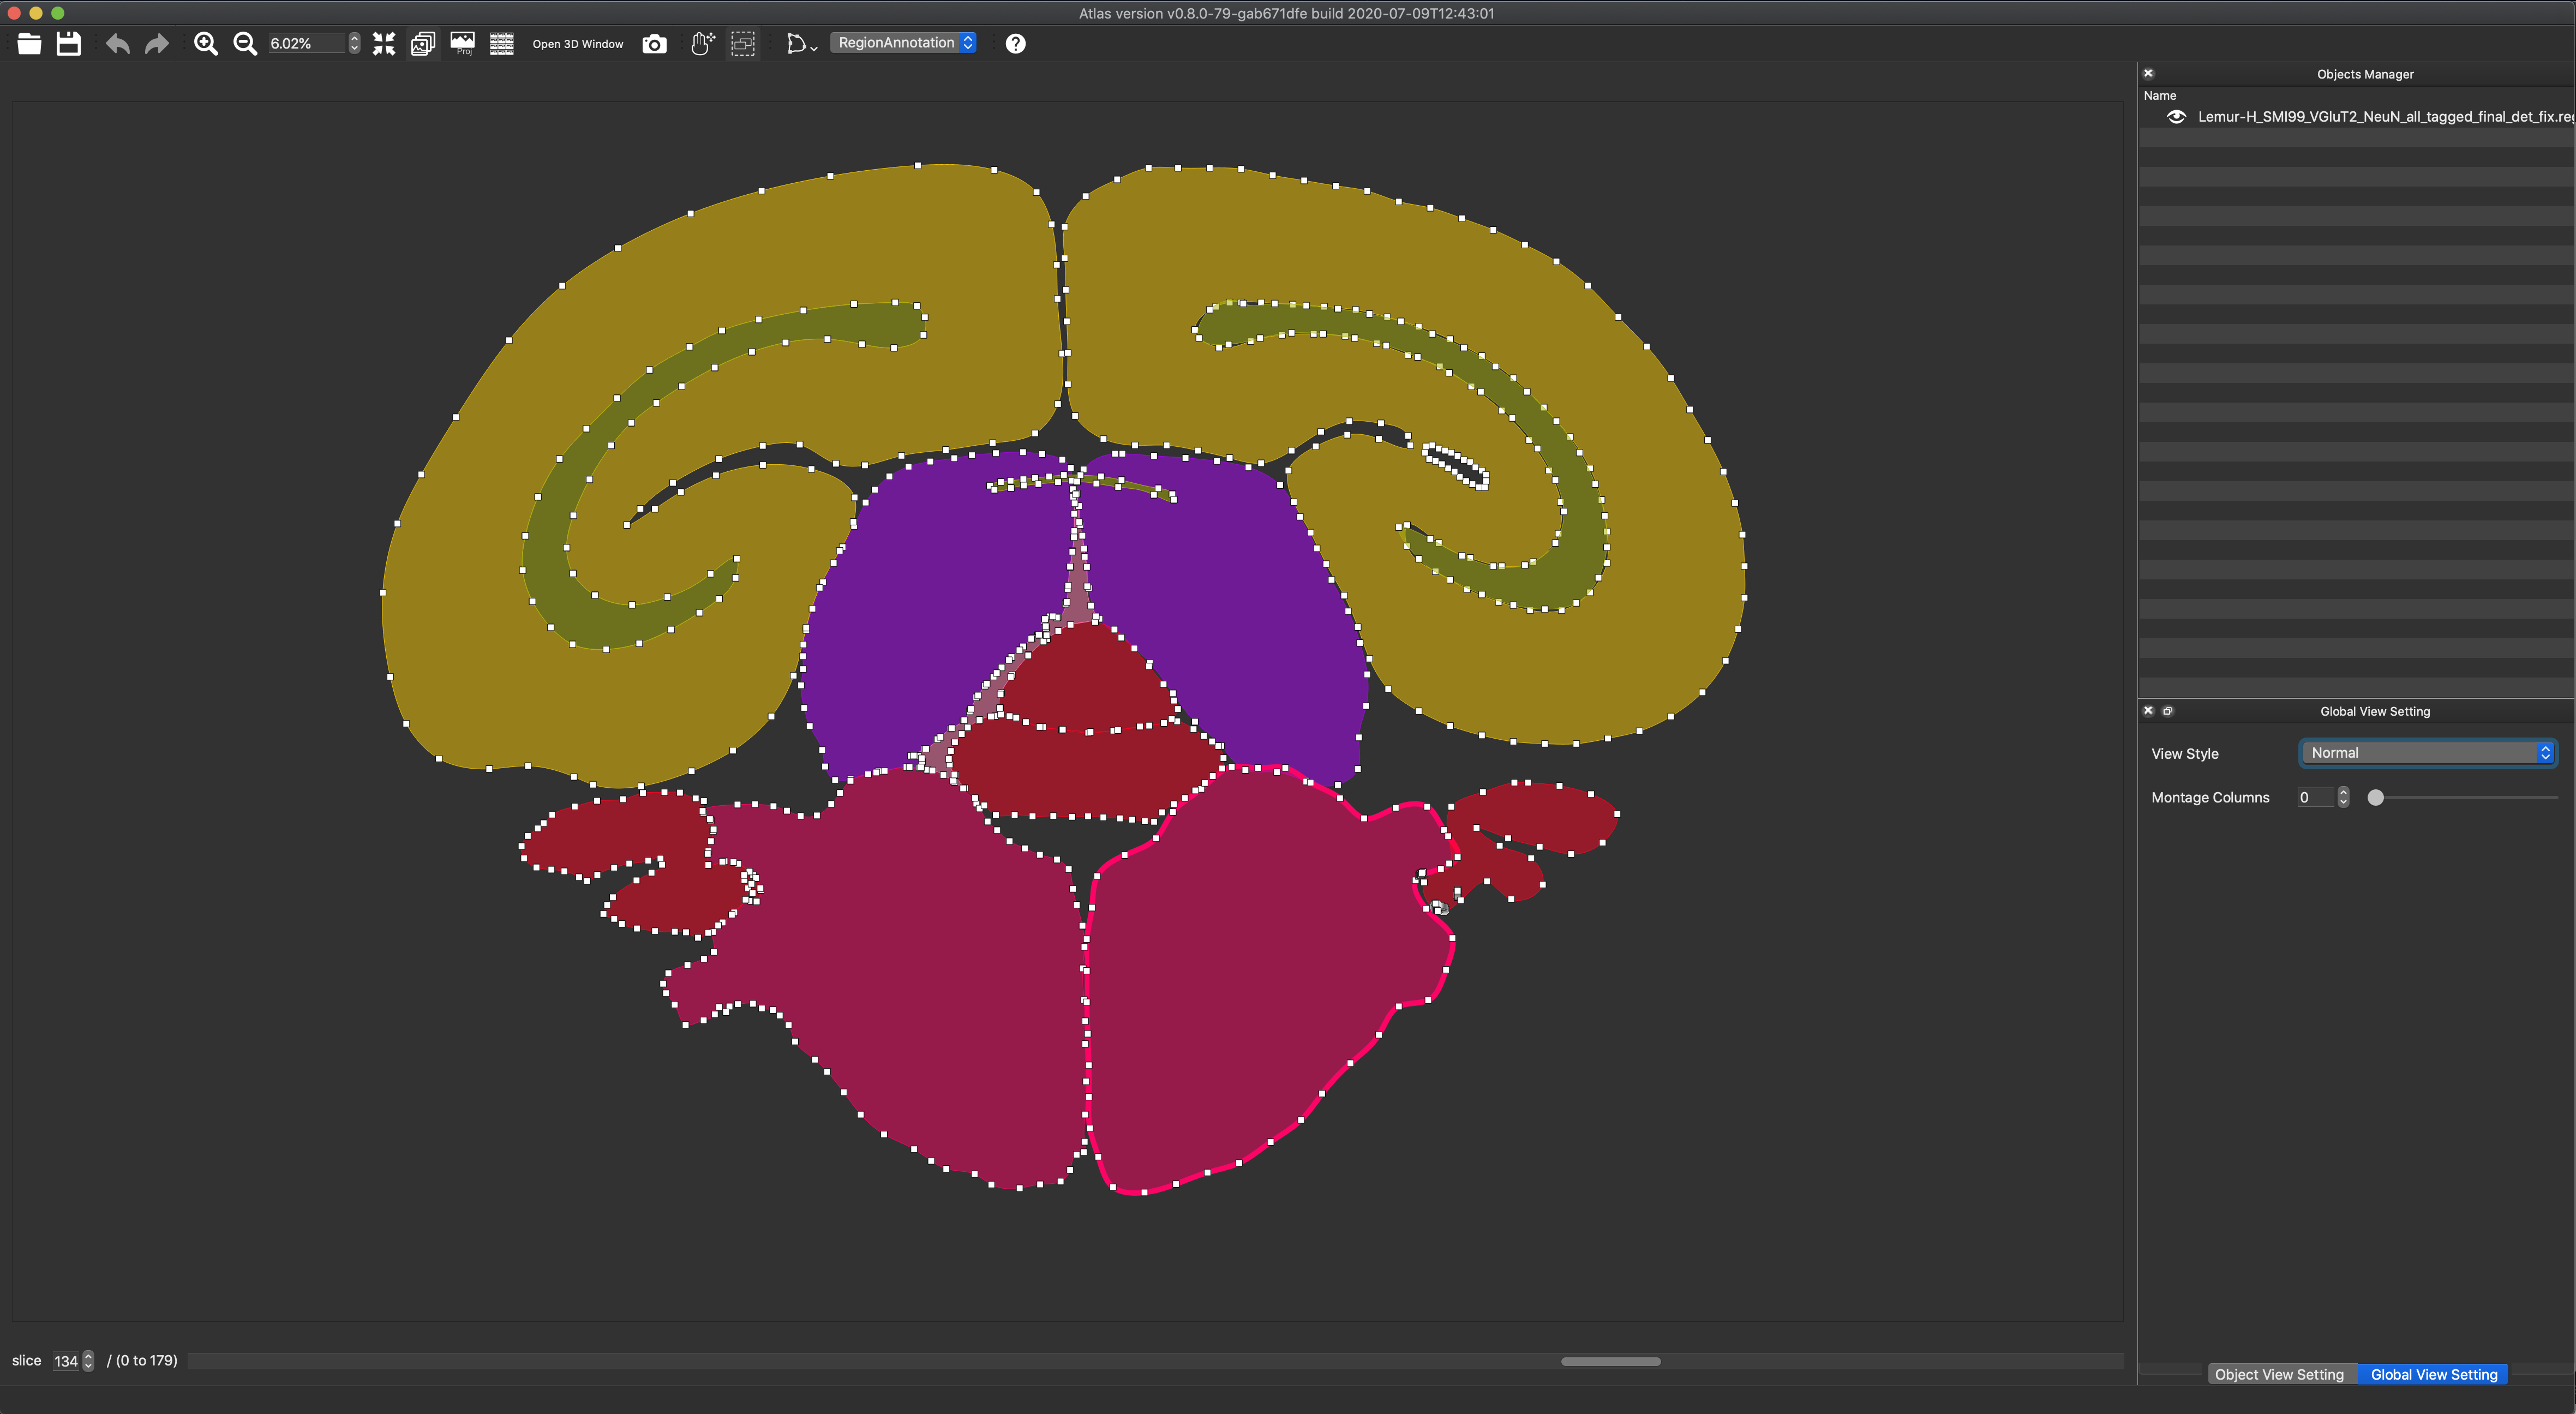 Atlas version v0.8.0-79-gab671dfe build 2020-07-09T12:43:01
6.02%
Proj
Open 3D Window
RegionAnnotation
?
Objects Manager
Name
Lemur-H_SMI99_VGluT2_NeuN_all_tagged_final_det_fix.reg
Global View Setting
View Style
Normal
Montage Columns
0
slice
134
/ (0 to 179)
Object View Setting
Global View Setting